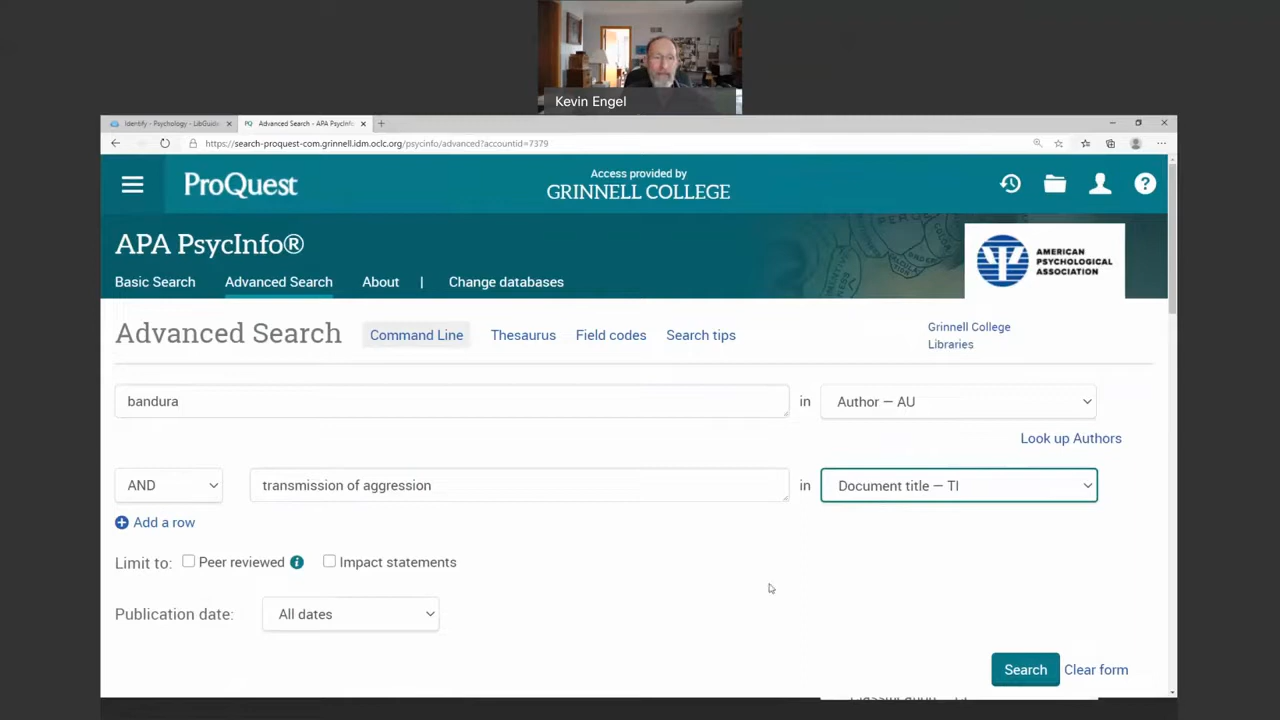 Kevin Engel
Identify - Psychology - LibGuid
PQ Advanced Search - APA PsycInfo
https://search-proquest-com.grinnell.idm.oclc.org/psycinfo/advanced?accountid=7379
ProQuest
Access provided by
GRINNELL COLLEGE
APA PsycInfo®
AMERICAN
PSYCHOLOGICAL
ASSOCIATION
Basic Search Advanced Search About | Change databases
Advanced Search Command Line Thesaurus Field codes Search tips
Grinnell College
Libraries
bandura in Author — AU
Look up Authors
AND transmission of aggression in Document title — TI
Add a row
Limit to: Peer reviewed i Impact statements
Publication date: All dates
Search Clear form